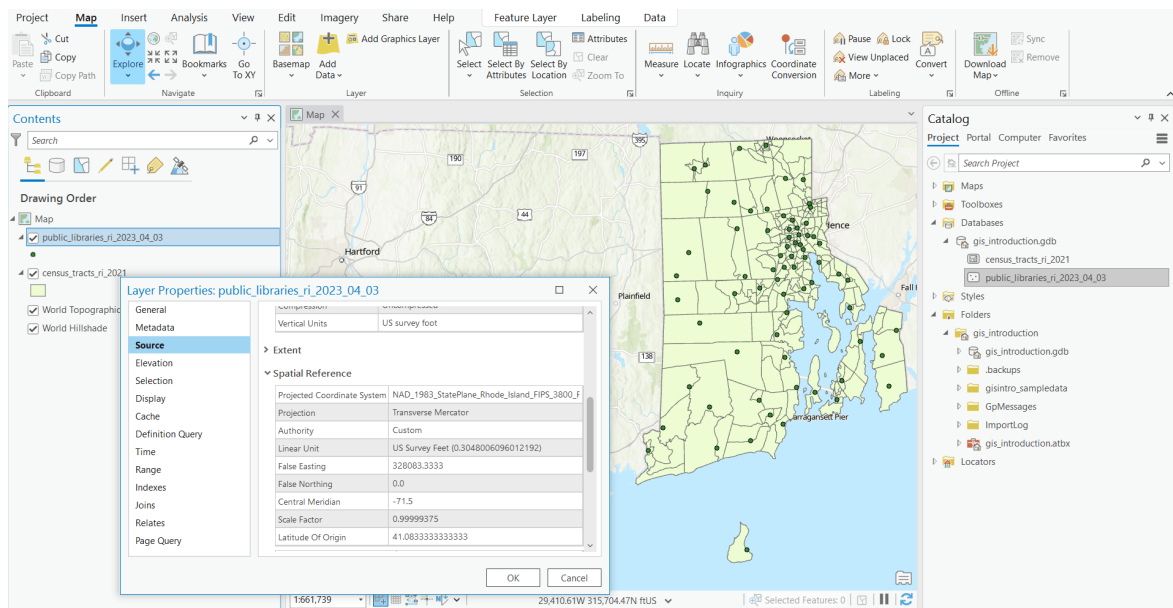 Project Map Insert Analysis View Edit Imagery Share Help Feature Layer Labeling Data
Cut
Copy
Copy Path
Paste
Clipboard
Explore
Bookmarks
Go To XY
Navigate
Basemap
Add Data
Add Graphics Layer
Layer
Select
Select By Attributes
Select By Location
Attributes
Clear
Zoom To
Selection
Measure
Locate
Infographics
Coordinate Conversion
Inquiry
Pause
Lock
View Unplaced
More
Convert
Labeling
Download Map
Sync
Remove
Offline
Contents
Search
Drawing Order
Map
public_libraries_ri_2023_04_03
census_tracts_ri_2021
World Topographic
World Hillshade
Map
395
190
197
91
84
44
Hartford
Woonsocket
dence
Plainfield
Fall
138
arragansett Pier
Layer Properties: public_libraries_ri_2023_04_03
General
Metadata
Source
Elevation
Selection
Display
Cache
Definition Query
Time
Range
Indexes
Joins
Relates
Page Query
Compression Uncompressed
Vertical Units US survey foot
Extent
Spatial Reference
Projected Coordinate System NAD_1983_StatePlane_Rhode_Island_FIPS_3800_F
Projection Transverse Mercator
Authority Custom
Linear Unit US Survey Feet (0.3048006096012192)
False Easting 328083.3333
False Northing 0.0
Central Meridian -71.5
Scale Factor 0.99999375
Latitude Of Origin 41.0833333333333
OK Cancel
1:661,739
29,410.61W 315,704.47N ftUS
Selected Features: 0
Catalog
Project Portal Computer Favorites
Search Project
Maps
Toolboxes
Databases
gis_introduction.gdb
census_tracts_ri_2021
public_libraries_ri_2023_04_03
Styles
Folders
gis_introduction
gis_introduction.gdb
.backups
gisintro_sampledata
GpMessages
ImportLog
gis_introduction.atbx
Locators